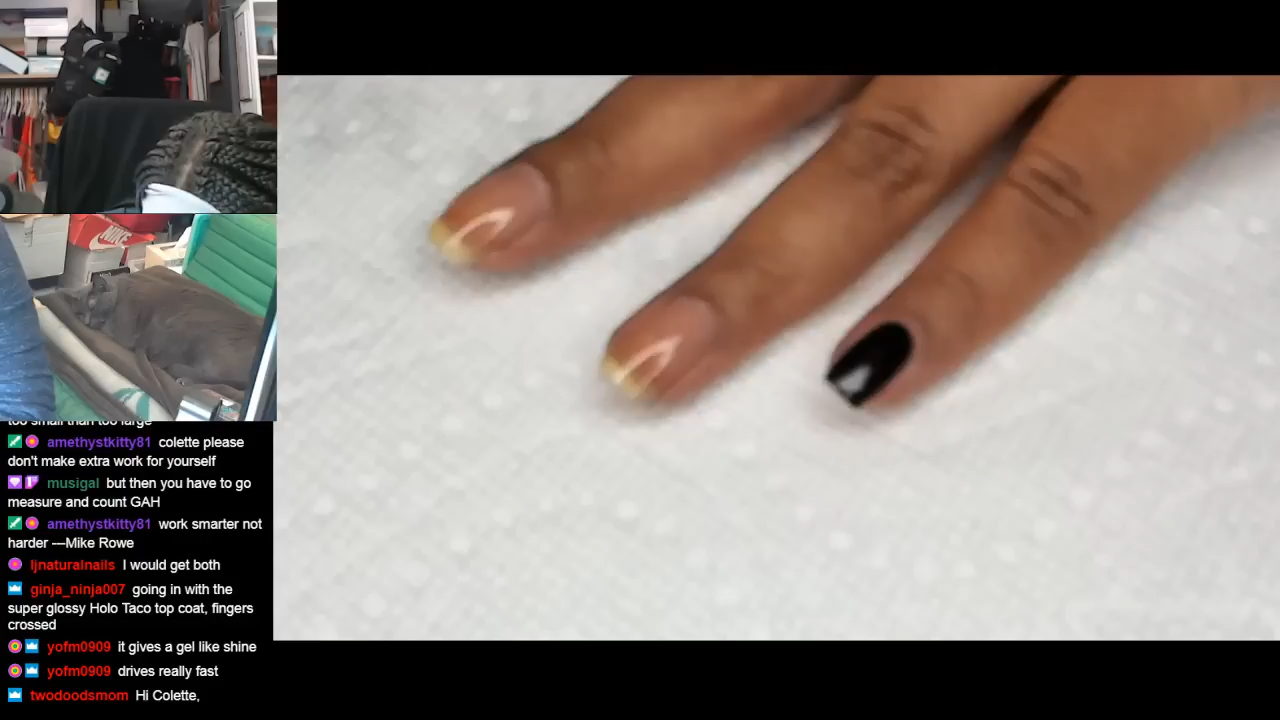 NIKE
too small than too large
amethystkitty81 colette please
don't make extra work for yourself
musigal but then you have to go
measure and count GAH
amethystkitty81 work smarter not
harder ---Mike Rowe
ljnaturalnails I would get both
ginja_ninja007 going in with the
super glossy Holo Taco top coat, fingers
crossed
yofm0909 it gives a gel like shine
yofm0909 drives really fast
twodoodsmom Hi Colette,